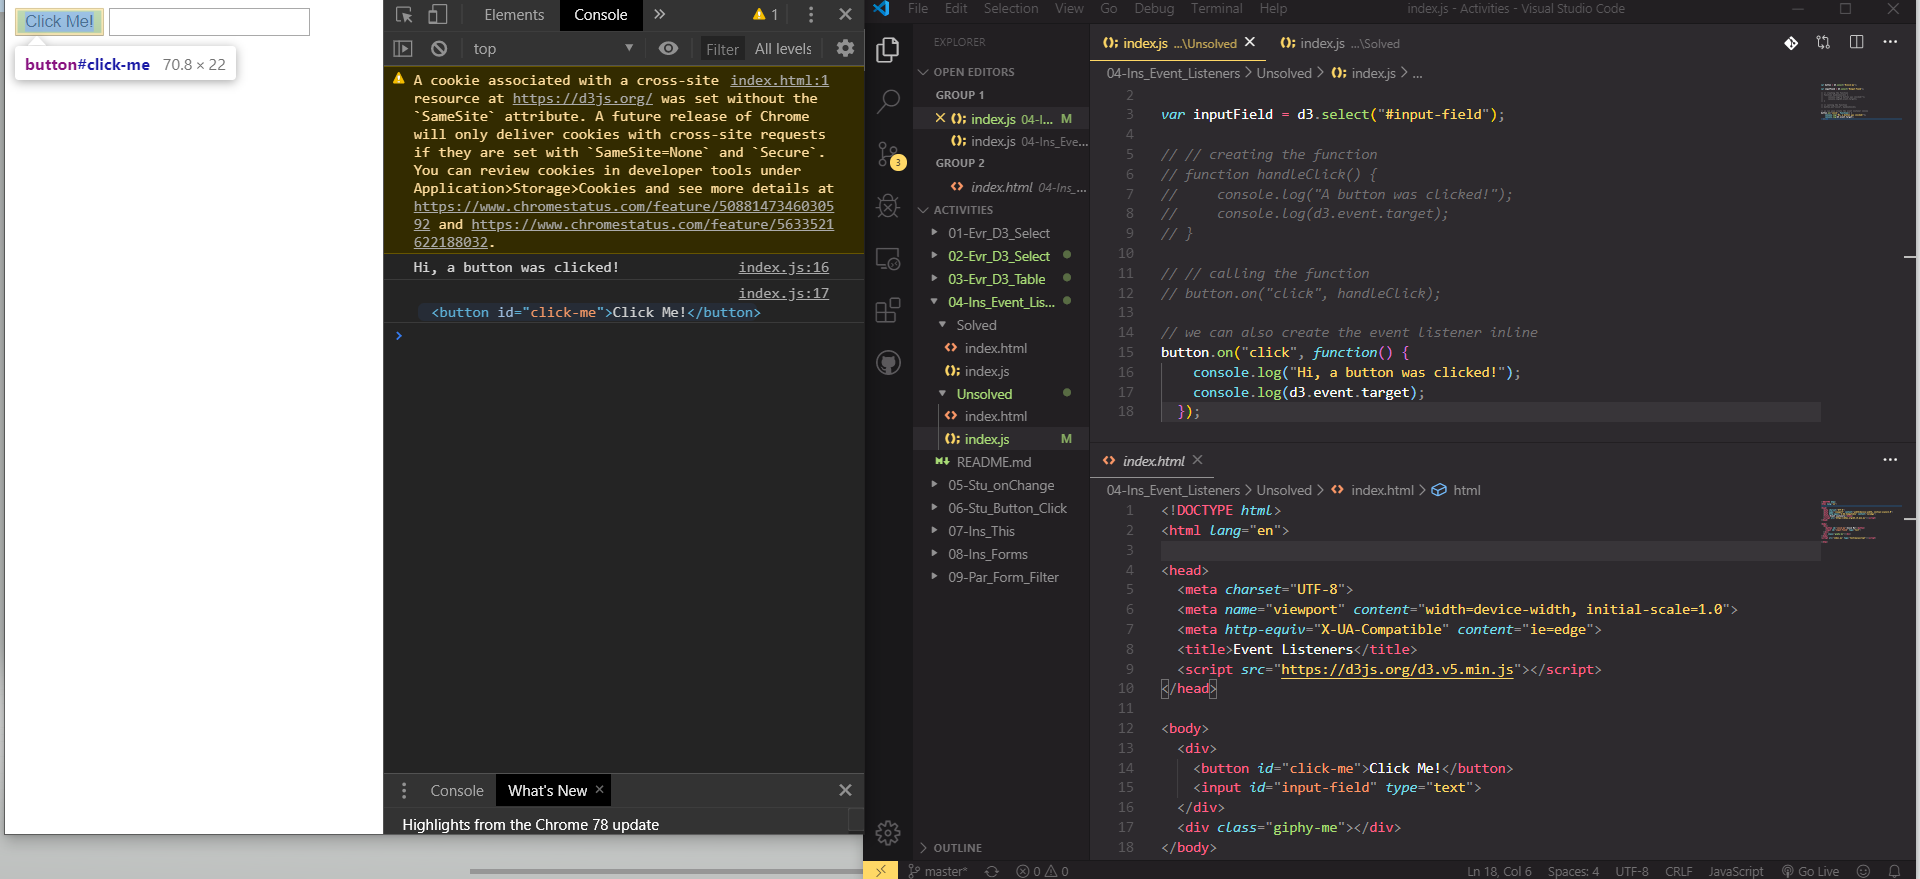 Click Me!
button#click-me 70.8 × 22
Elements Console » 1
top Filter All levels
A cookie associated with a cross-site index.html:1
resource at https://d3js.org/ was set without the
`SameSite` attribute. A future release of Chrome
will only deliver cookies with cross-site requests
if they are set with `SameSite=None` and `Secure`.
You can review cookies in developer tools under
Application>Storage>Cookies and see more details at
https://www.chromestatus.com/feature/50881473460305
92 and https://www.chromestatus.com/feature/5633521
622188032.
Hi, a button was clicked! index.js:16
index.js:17
<button id="click-me">Click Me!</button>
Console What's New
Highlights from the Chrome 78 update
File Edit Selection View Go Debug Terminal Help index.js - Activities - Visual Studio Code
EXPLORER
OPEN EDITORS
GROUP 1
index.js 04-I... M
index.js 04-Ins_Eve...
GROUP 2
index.html 04-Ins_...
3
ACTIVITIES
01-Evr_D3_Select
02-Evr_D3_Select
03-Evr_D3_Table
04-Ins_Event_Lis...
Solved
index.html
index.js
Unsolved
index.html
index.js M
README.md
05-Stu_onChange
06-Stu_Button_Click
07-Ins_This
08-Ins_Forms
09-Par_Form_Filter
OUTLINE
index.js ...\Unsolved index.js ...\Solved
04-Ins_Event_Listeners > Unsolved > index.js > ...
2
3 var inputField = d3.select("#input-field");
4
5 // // creating the function
6 // function handleClick() {
7 //     console.log("A button was clicked!");
8 //     console.log(d3.event.target);
9 // }
10
11 // // calling the function
12 // button.on("click", handleClick);
13
14 // we can also create the event listener inline
15 button.on("click", function() {
16     console.log("Hi, a button was clicked!");
17     console.log(d3.event.target);
18   });
index.html
04-Ins_Event_Listeners > Unsolved > index.html > html
1 <!DOCTYPE html>
2 <html lang="en">
3
4 <head>
5   <meta charset="UTF-8">
6   <meta name="viewport" content="width=device-width, initial-scale=1.0">
7   <meta http-equiv="X-UA-Compatible" content="ie=edge">
8   <title>Event Listeners</title>
9   <script src="https://d3js.org/d3.v5.min.js"></script>
10 </head>
11
12 <body>
13   <div>
14     <button id="click-me">Click Me!</button>
15     <input id="input-field" type="text">
16   </div>
17   <div class="giphy-me"></div>
18 </body>
master* 0 0 Ln 18, Col 6 Spaces: 4 UTF-8 CRLF JavaScript Go Live